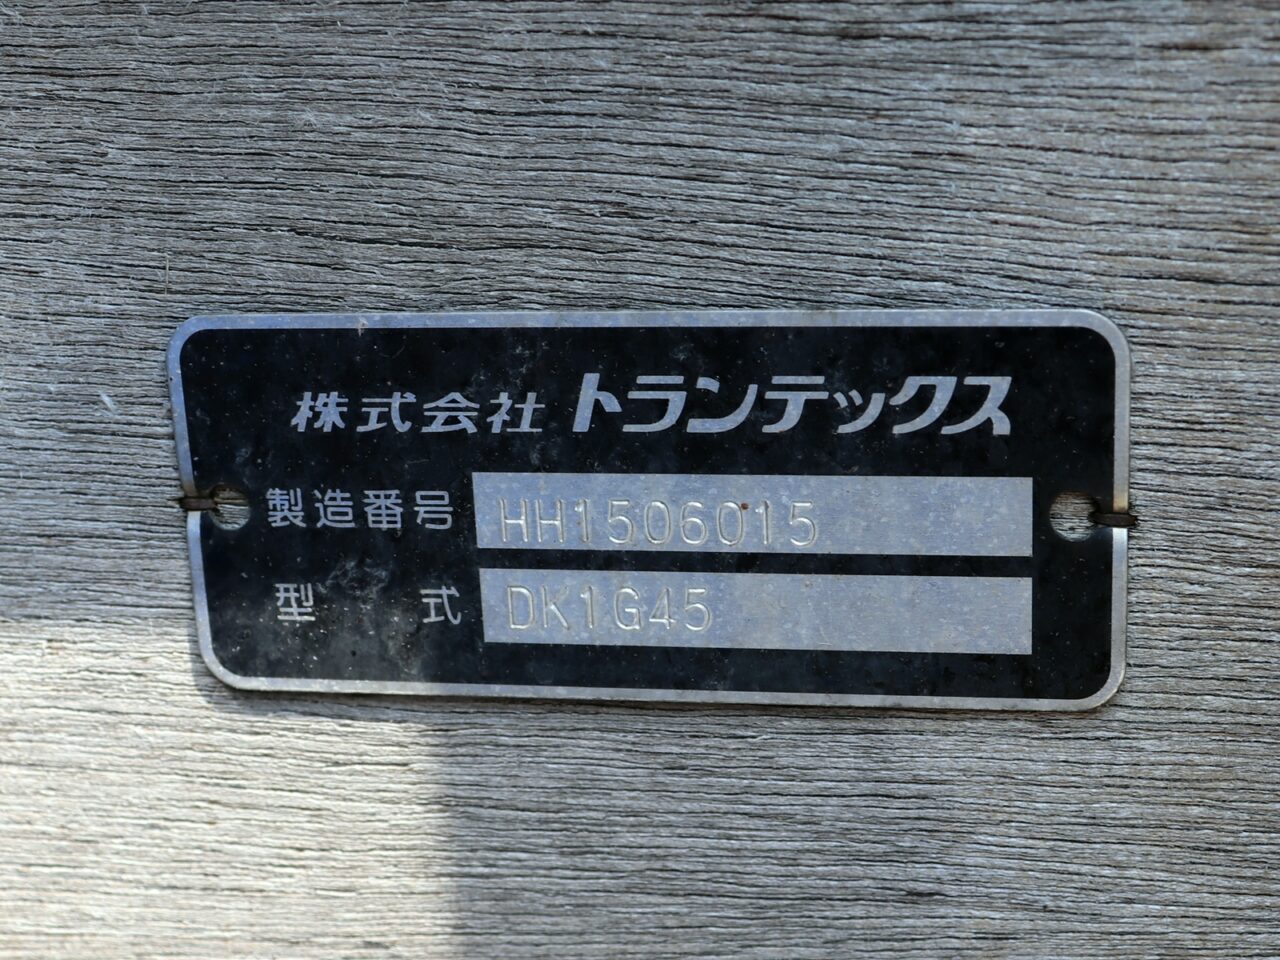 株式会社 トランテックス
製造番号 HH1506015
型式 DK1G45